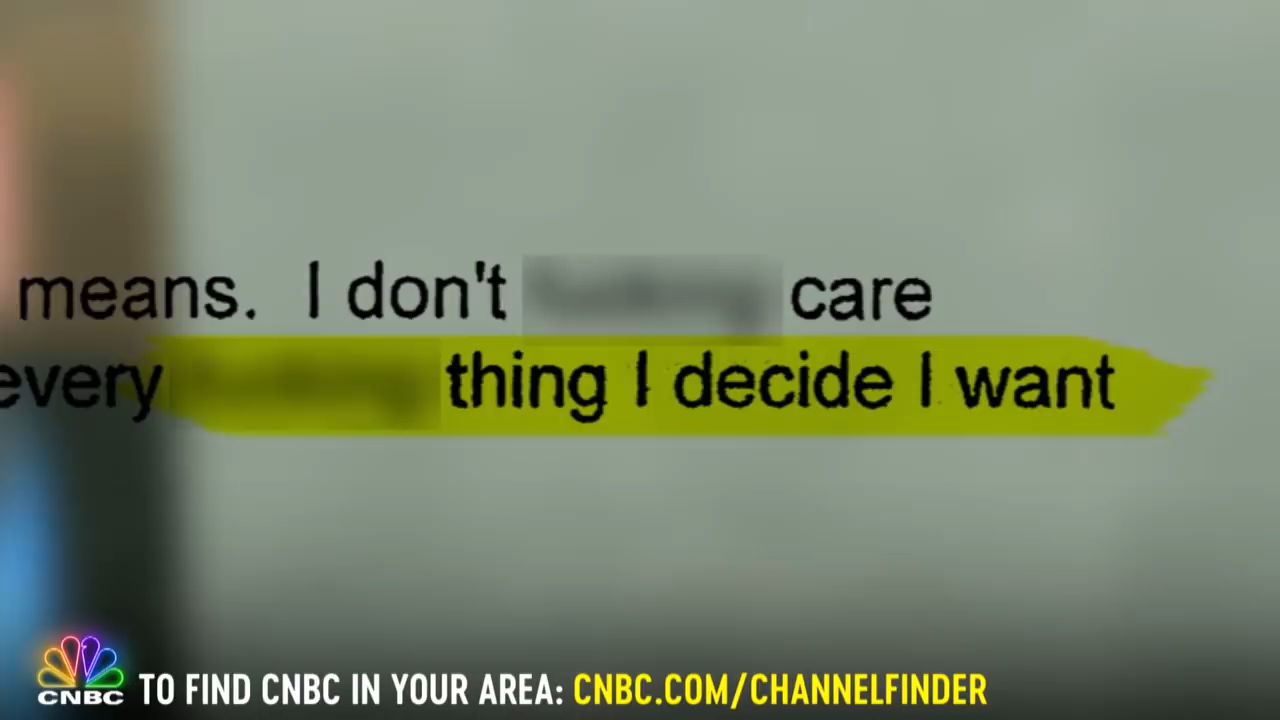 means. I don't care
every thing I decide I want
CNBC TO FIND CNBC IN YOUR AREA: CNBC.COM/CHANNELFINDER